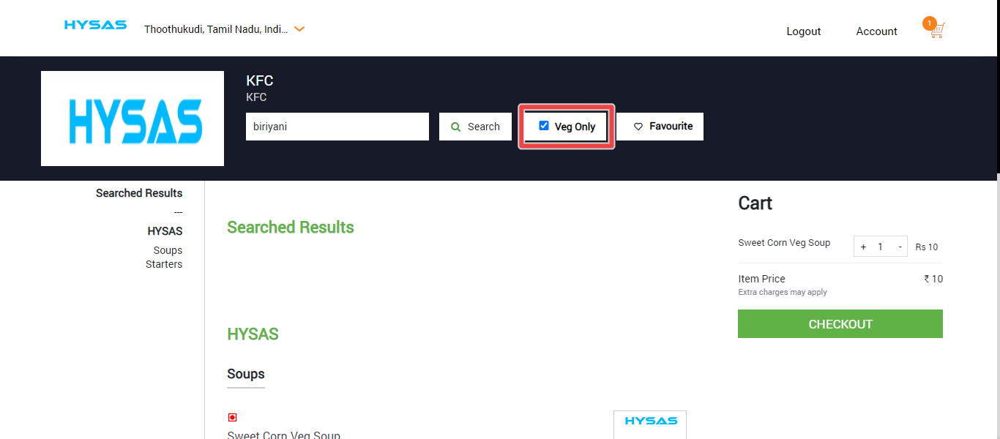 HYSAS
Thoothukudi, Tamil Nadu, Indi...
Logout
Account
1
HYSAS
KFC
KFC
biriyani
Search
Veg Only
Favourite
Searched Results
---
HYSAS
Soups
Starters
Searched Results
HYSAS
Soups
Sweet Corn Veg Soup
HYSAS
Cart
Sweet Corn Veg Soup
+ 1 -
Rs 10
Item Price
₹ 10
Extra charges may apply
CHECKOUT